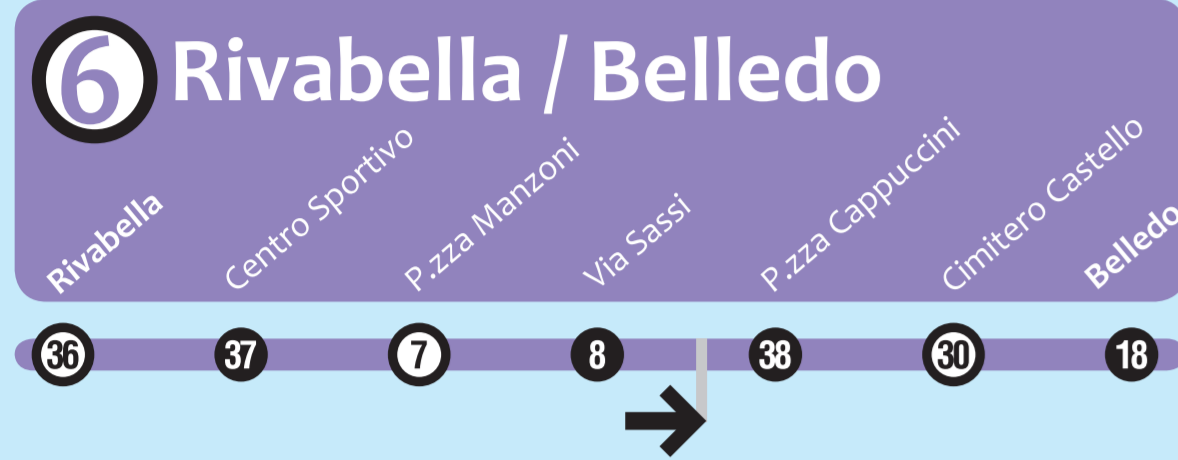 6 Rivabella / Belledo
Rivabella
Centro Sportivo
P.zza Manzoni
Via Sassi
P.zza Cappuccini
Cimitero Castello
Belledo
36 37 7 8 38 30 18